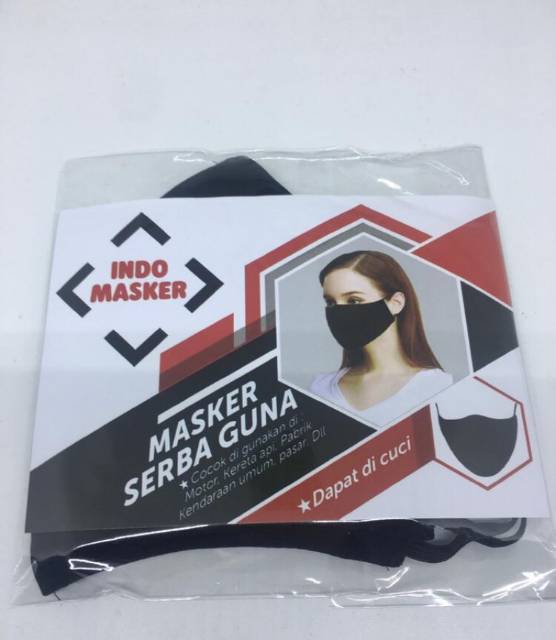 INDO
MASKER
MASKER
SERBA GUNA
★ Cocok di gunakan di
Motor, Kereta api, Pabrik
Kendaraan umum, pasar, Dll
★Dapat di cuci